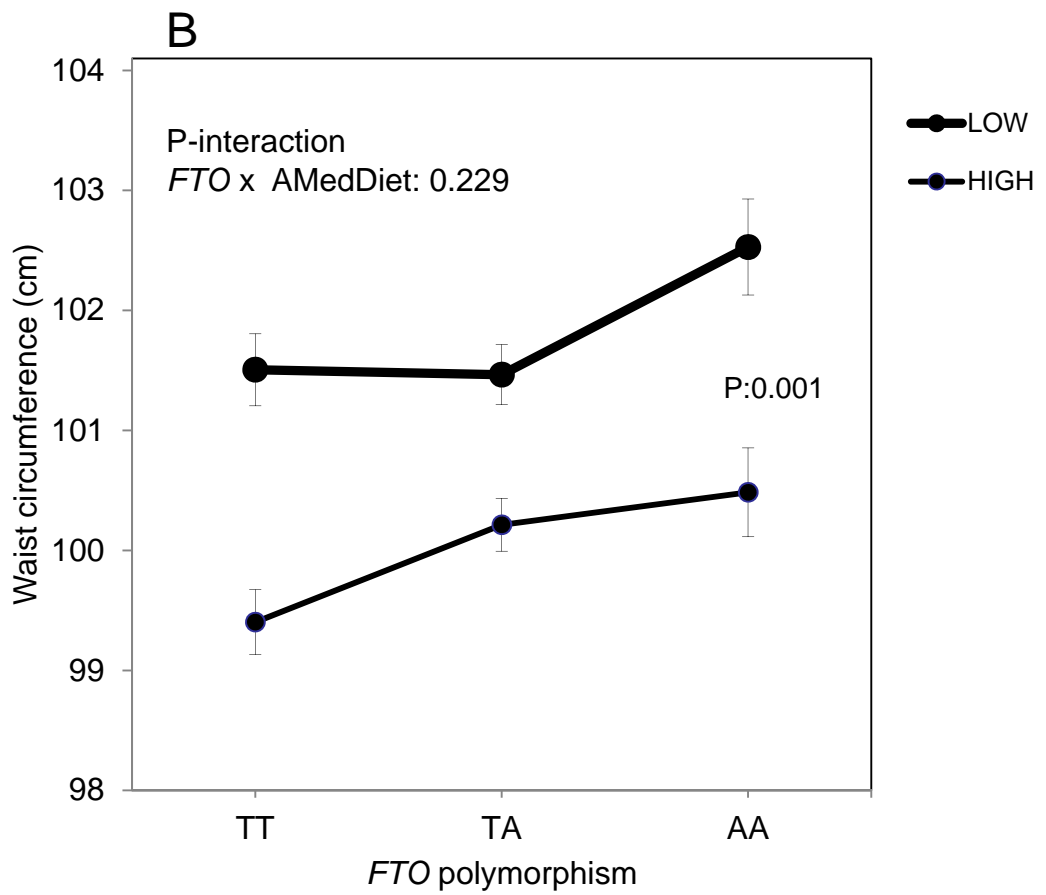 B
104
103
102
101
100
99
98
Waist circumference (cm)
P-interaction
FTO x AMedDiet: 0.229
P:0.001
LOW
HIGH
TT TA AA
FTO polymorphism